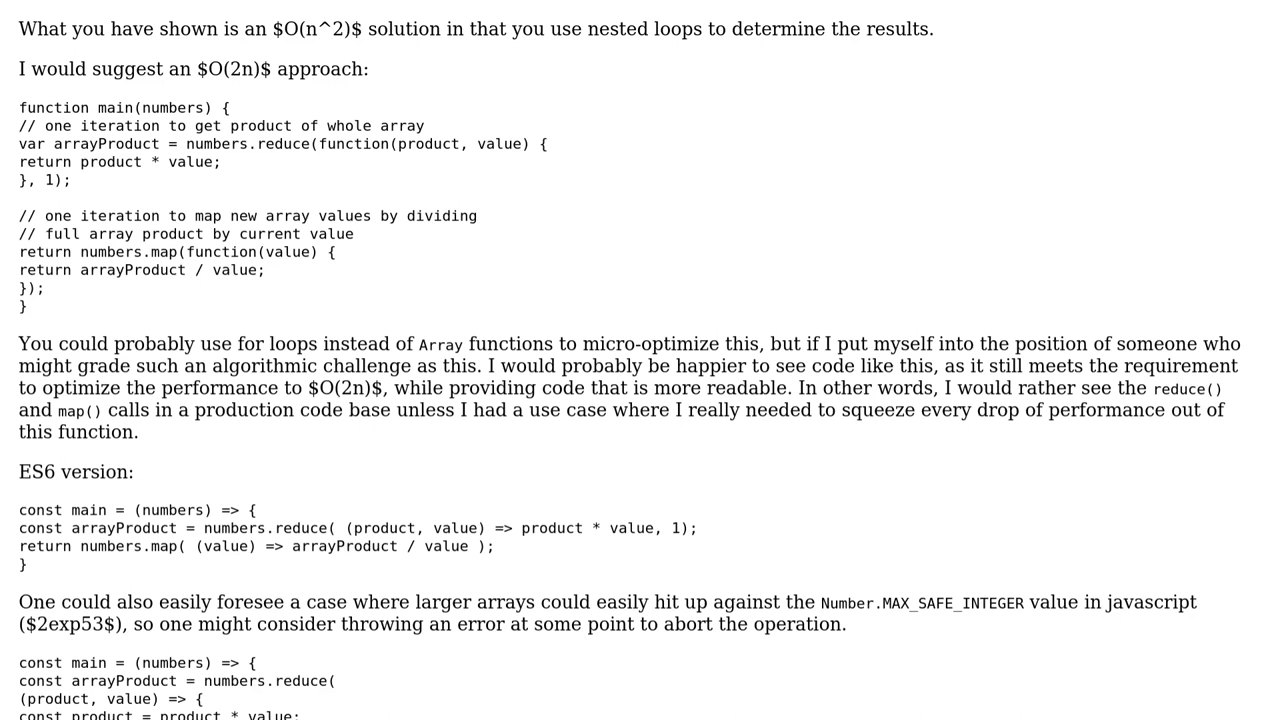 What you have shown is an $O(n^2)$ solution in that you use nested loops to determine the results.
I would suggest an $O(2n)$ approach:
function main(numbers) {
// one iteration to get product of whole array
var arrayProduct = numbers.reduce(function(product, value) {
return product * value;
}, 1);
// one iteration to map new array values by dividing
// full array product by current value
return numbers.map(function(value) {
return arrayProduct / value;
});
}
You could probably use for loops instead of Array functions to micro-optimize this, but if I put myself into the position of someone who
might grade such an algorithmic challenge as this. I would probably be happier to see code like this, as it still meets the requirement
to optimize the performance to $O(2n)$, while providing code that is more readable. In other words, I would rather see the reduce()
and map() calls in a production code base unless I had a use case where I really needed to squeeze every drop of performance out of
this function.
ES6 version:
const main = (numbers) => {
const arrayProduct = numbers.reduce( (product, value) => product * value, 1);
return numbers.map( (value) => arrayProduct / value );
}
One could also easily foresee a case where larger arrays could easily hit up against the Number.MAX_SAFE_INTEGER value in javascript
($2exp53$), so one might consider throwing an error at some point to abort the operation.
const main = (numbers) => {
const arrayProduct = numbers.reduce(
(product, value) => {
const product = product * value;